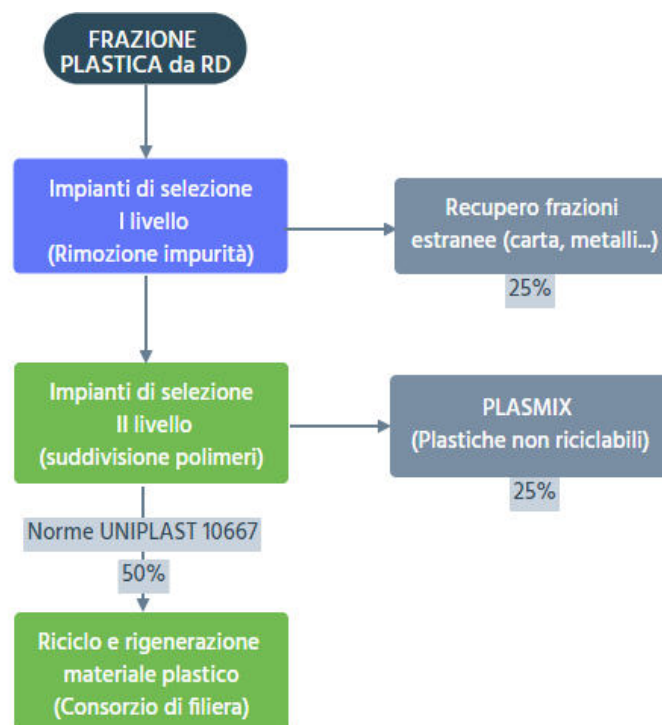 FRAZIONE
PLASTICA da RD
Impianti di selezione
I livello
(Rimozione impurità)
Recupero frazioni
estranee (carta, metalli...)
25%
Impianti di selezione
II livello
(suddivisione polimeri)
PLASMIX
(Plastiche non riciclabili)
25%
Norme UNIPLAST 10667
50%
Riciclo e rigenerazione
materiale plastico
(Consorzio di filiera)